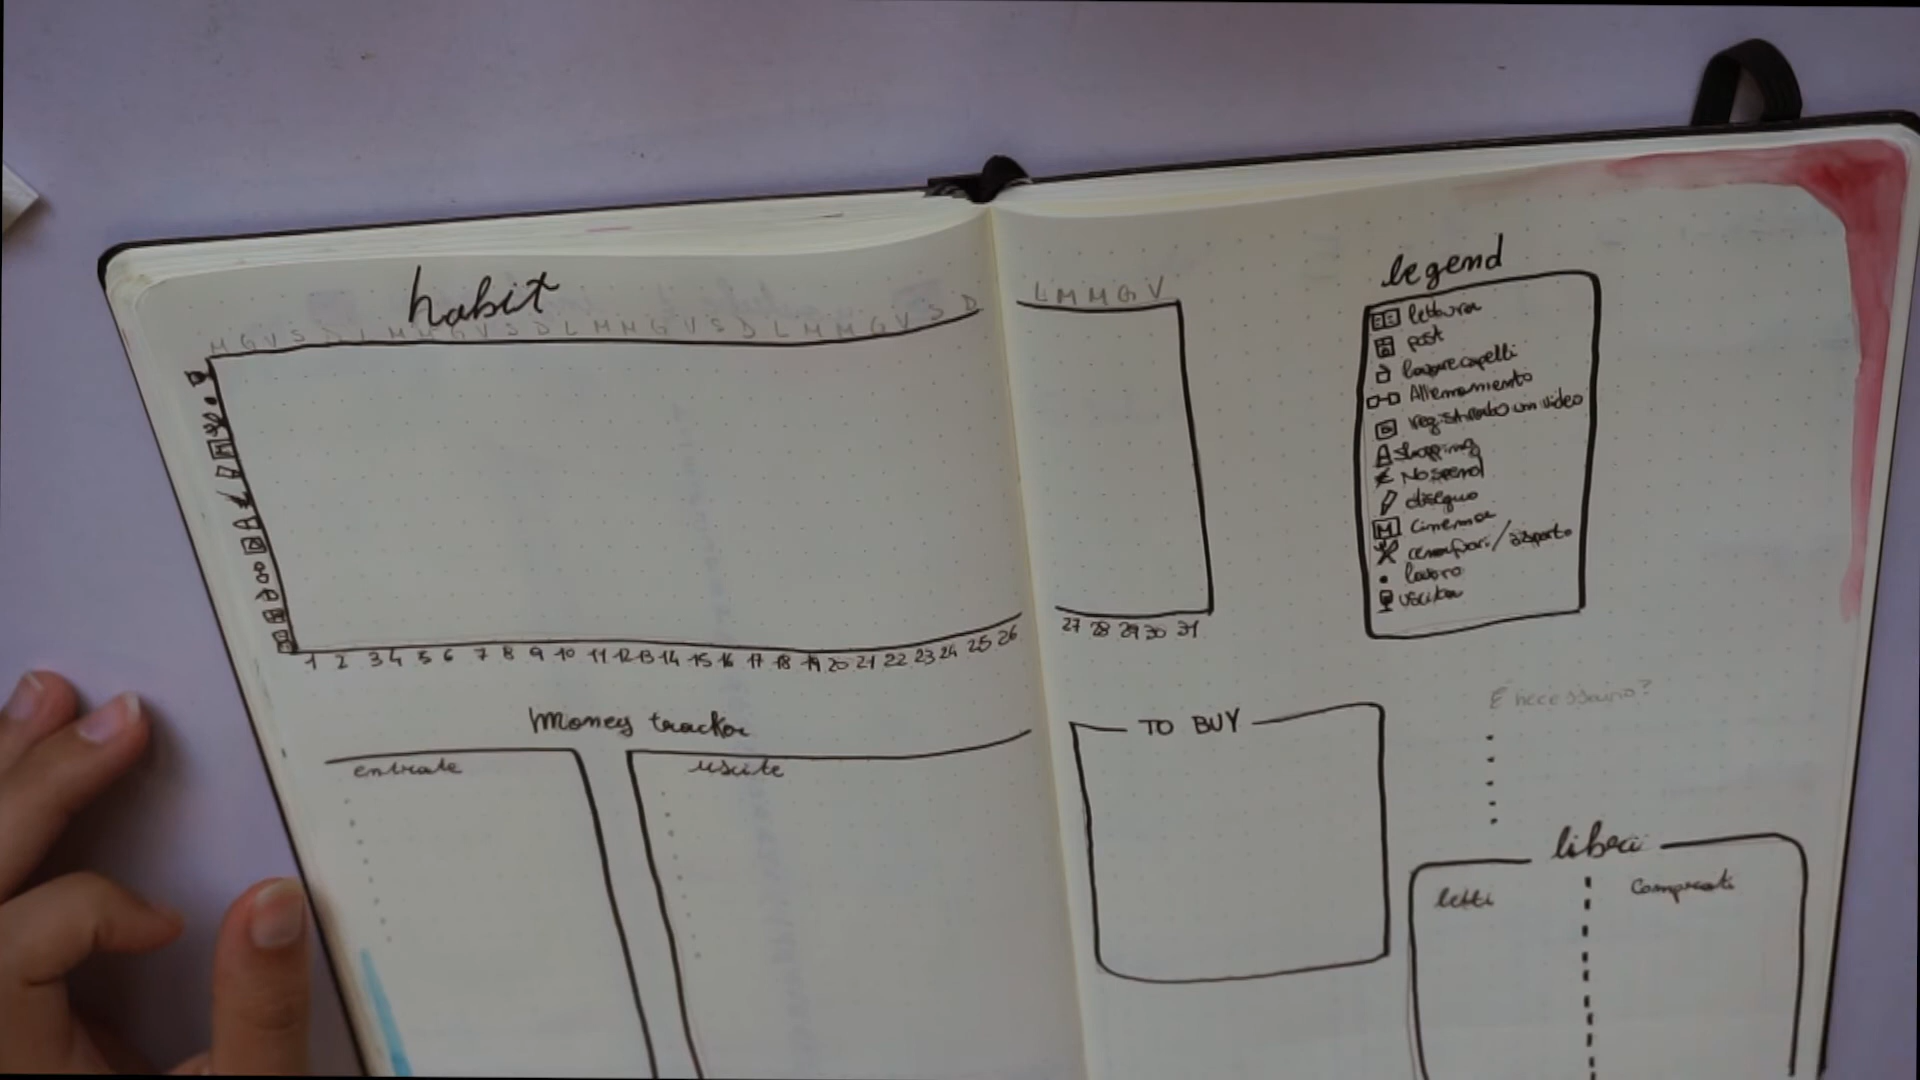 habit
M G V S D L M M G V S D L M M G V S D L M M G V S D
1 2 3 4 5 6 7 8 9 10 11 12 13 14 15 16 17 18 19 20 21 22 23 24 25 26
Money tracker
entrate
uscite
L M M G V
27 28 29 30 31
legend
lettura
post
lavare capelli
Allenamento
registrato un video
shopping
No spend
disegno
M cinema
cena fuori/asporto
lavoro
uscita
TO BUY
È necessario?
libri
letti
Comprati